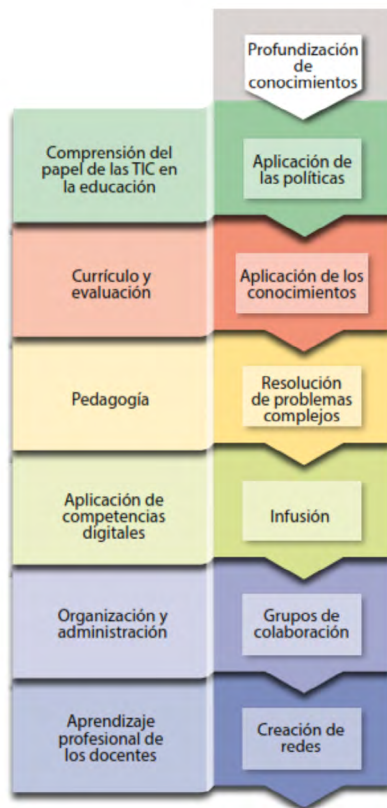 Profundización
de
conocimientos
Comprensión del
papel de las TIC en
la educación
Aplicación de
las políticas
Currículo y
evaluación
Aplicación de los
conocimientos
Pedagogía
Resolución
de problemas
complejos
Aplicación de
competencias
digitales
Infusión
Organización y
administración
Grupos de
colaboración
Aprendizaje
profesional de
los docentes
Creación de
redes